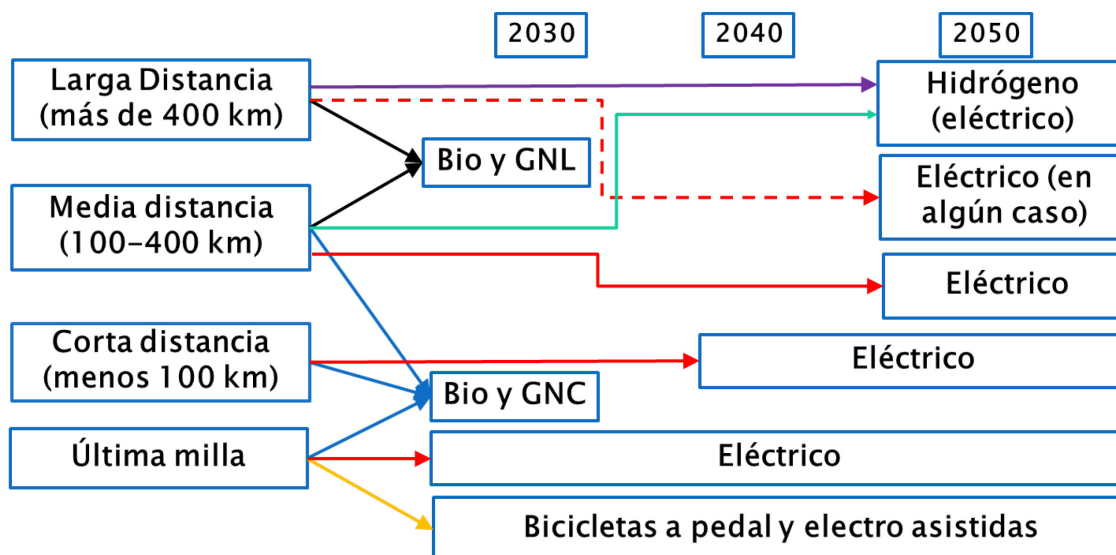 2030
2040
2050
Larga Distancia
(más de 400 km)
Hidrógeno
(eléctrico)
Bio y GNL
Eléctrico (en
algún caso)
Media distancia
(100-400 km)
Eléctrico
Corta distancia
(menos 100 km)
Eléctrico
Bio y GNC
Última milla
Eléctrico
Bicicletas a pedal y electro asistidas